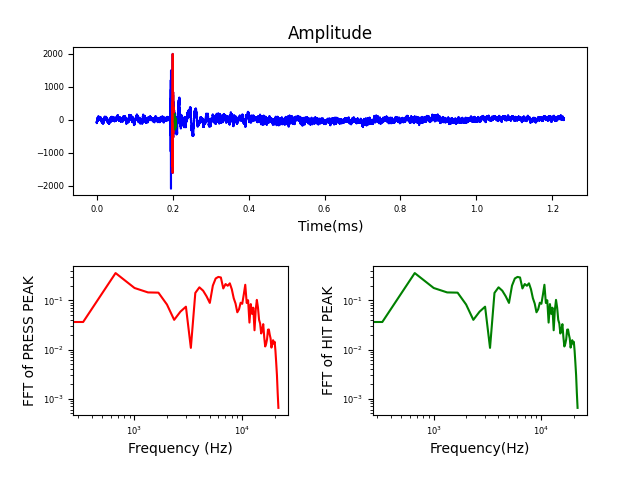 Amplitude
2000
1000
0
−1000
−2000
0.0 0.2 0.4 0.6 0.8 1.0 1.2
Time(ms)
FFT of PRESS PEAK
10⁻¹
10⁻²
10⁻³
10³ 10⁴
Frequency (Hz)
FFT of HIT PEAK
10⁻¹
10⁻²
10⁻³
10³ 10⁴
Frequency(Hz)